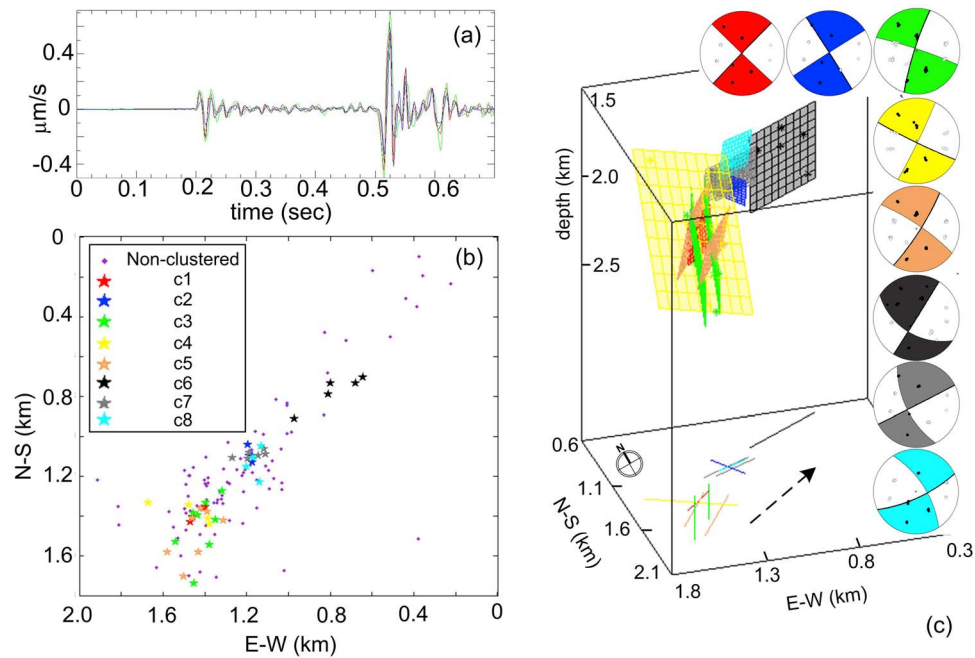 (a)
μm/s
0.4
0
-0.4
0 0.1 0.2 0.3 0.4 0.5 0.6
time (sec)
(b)
N-S (km)
0
0.4
0.8
1.2
1.6
2.0 1.6 1.2 0.8 0.4 0
E-W (km)
Non-clustered
c1
c2
c3
c4
c5
c6
c7
c8
1.5
2.0
2.5
depth (km)
0.6
1.1
1.6
2.1
N-S (km)
N
1.8 1.3 0.8 0.3
E-W (km)
(c)